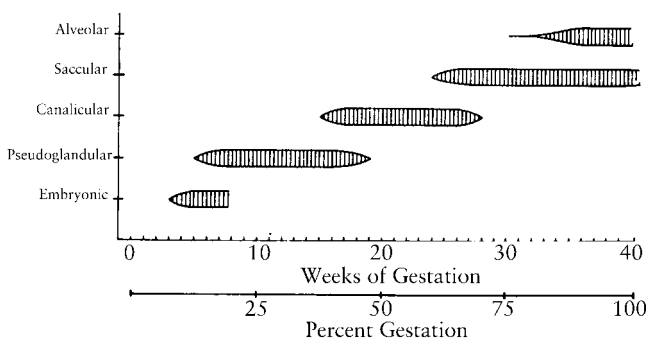 Alveolar
Saccular
Canalicular
Pseudoglandular
Embryonic
0 10 20 30 40
Weeks of Gestation
25 50 75 100
Percent Gestation